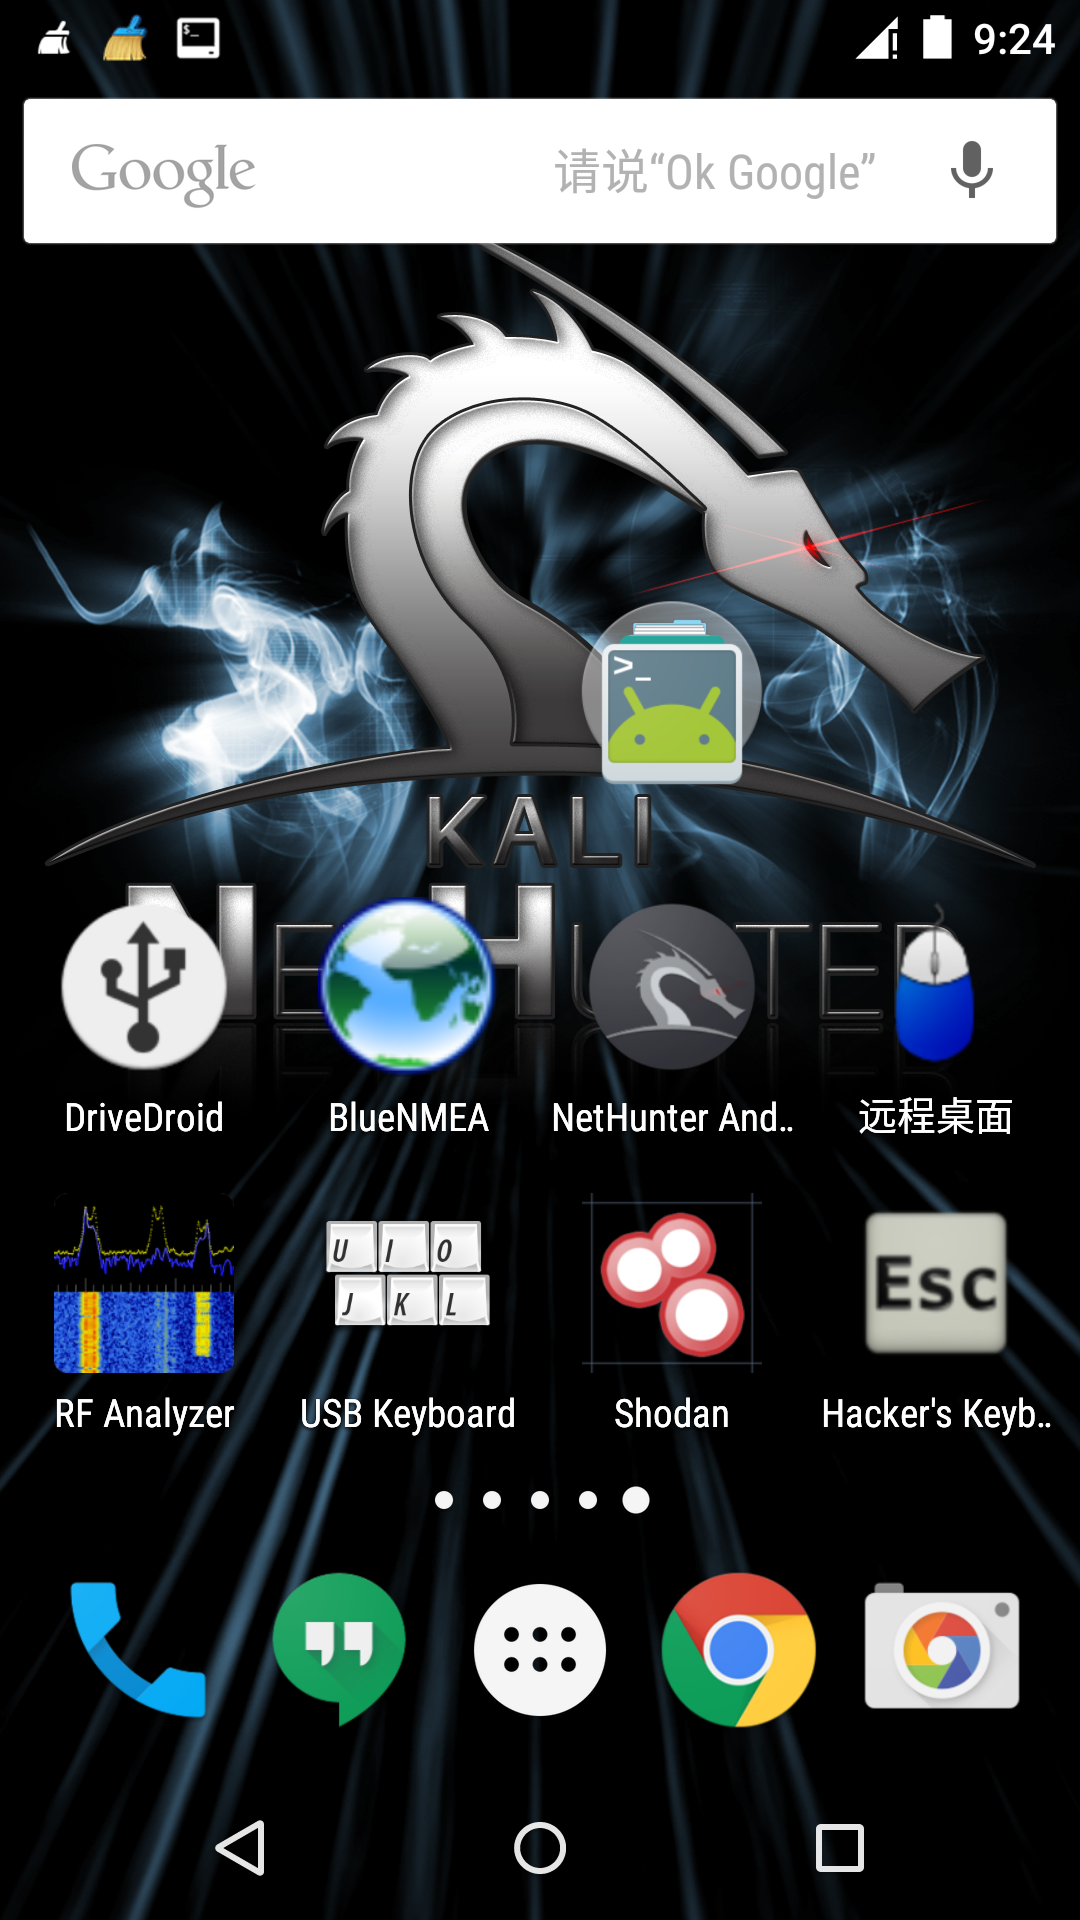 $_
9:24
Google 请说“Ok Google”
>_
KALI
NETHUNTER
DriveDroid BlueNMEA NetHunter And.. 远程桌面
U I O
J K L
Esc
RF Analyzer USB Keyboard Shodan Hacker's Keyb..